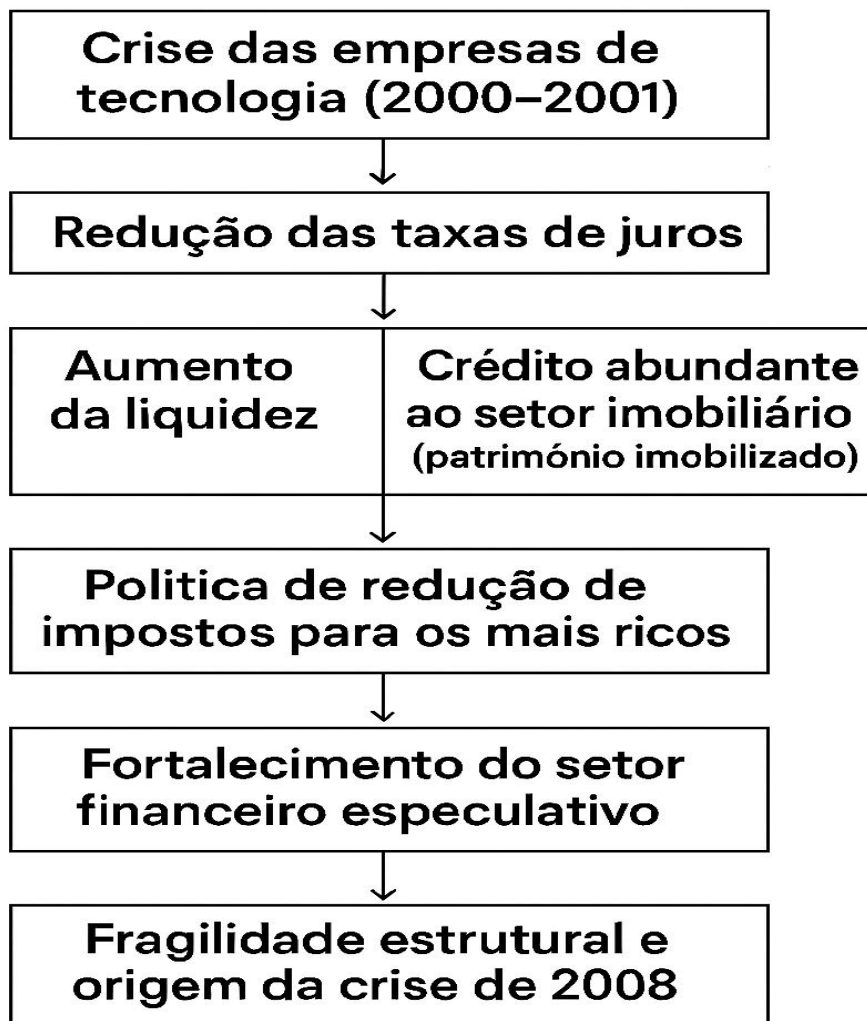 Crise das empresas de
tecnologia (2000–2001)
Redução das taxas de juros
Aumento
da liquidez
Crédito abundante
ao setor imobiliário
(património imobilizado)
Politica de redução de
impostos para os mais ricos
Fortalecimento do setor
financeiro especulativo
Fragilidade estrutural e
origem da crise de 2008